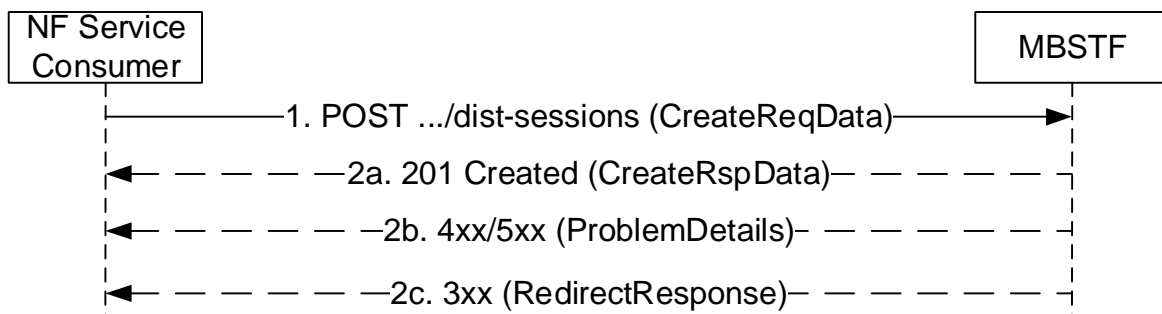 NF Service
Consumer
MBSTF
1. POST .../dist-sessions (CreateReqData)
2a. 201 Created (CreateRspData)
2b. 4xx/5xx (ProblemDetails)
2c. 3xx (RedirectResponse)